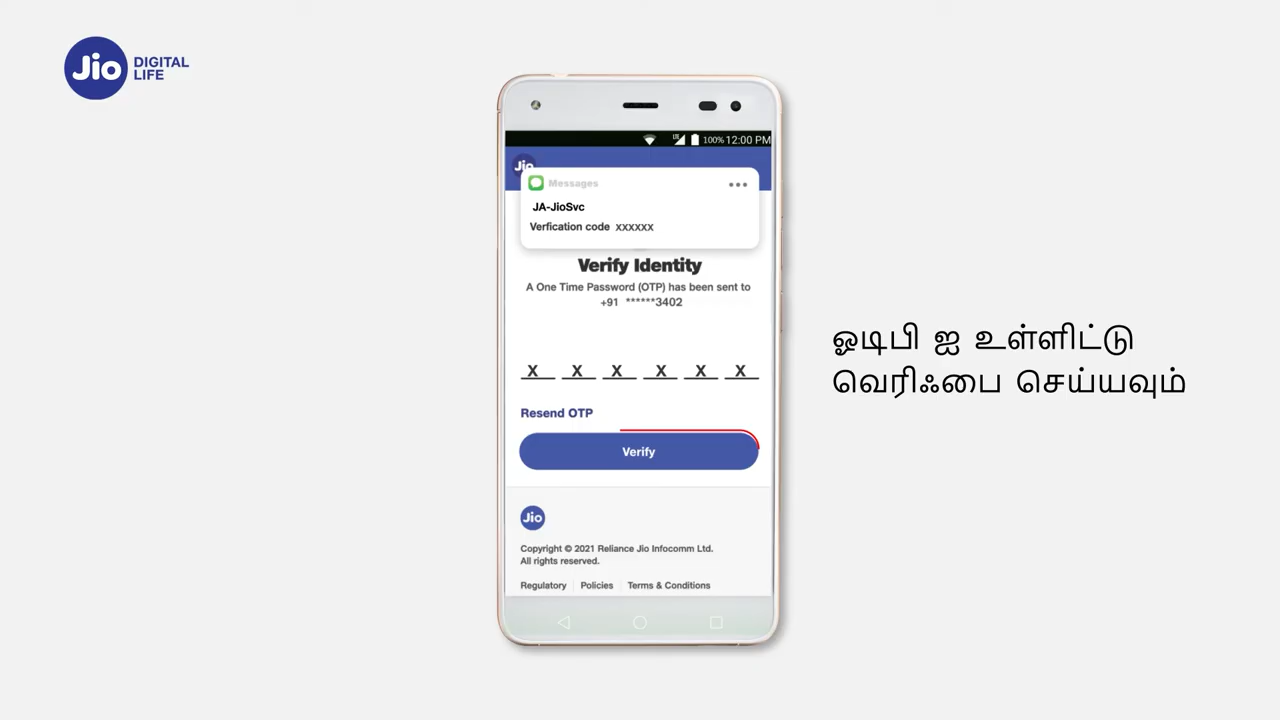 Jio DIGITAL
LIFE
100% 12:00 PM
Jio
Messages
JA-JioSvc
Verfication code xxxxxx
Verify Identity
A One Time Password (OTP) has been sent to
+91 ******3402
X X X X X X
Resend OTP
Verify
Jio
Copyright © 2021 Reliance Jio Infocomm Ltd.
All rights reserved.
Regulatory Policies Terms & Conditions
ஓடிபி ஐ உள்ளிட்டு
வெரிஃபை செய்யவும்